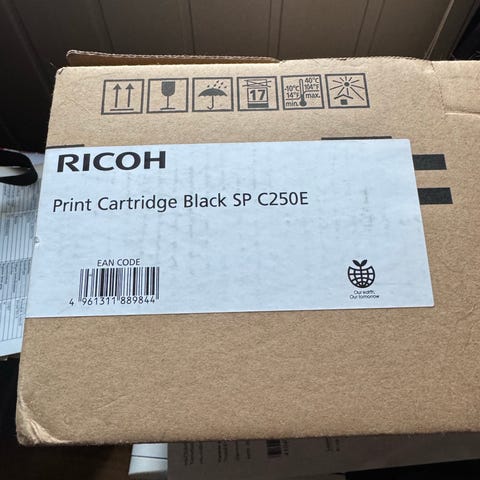 17
-10°C
14°F
min.
40°C
104°F
max.
RICOH
Print Cartridge Black SP C250E
EAN CODE
4 961311 889844
Our earth,
Our tomorrow